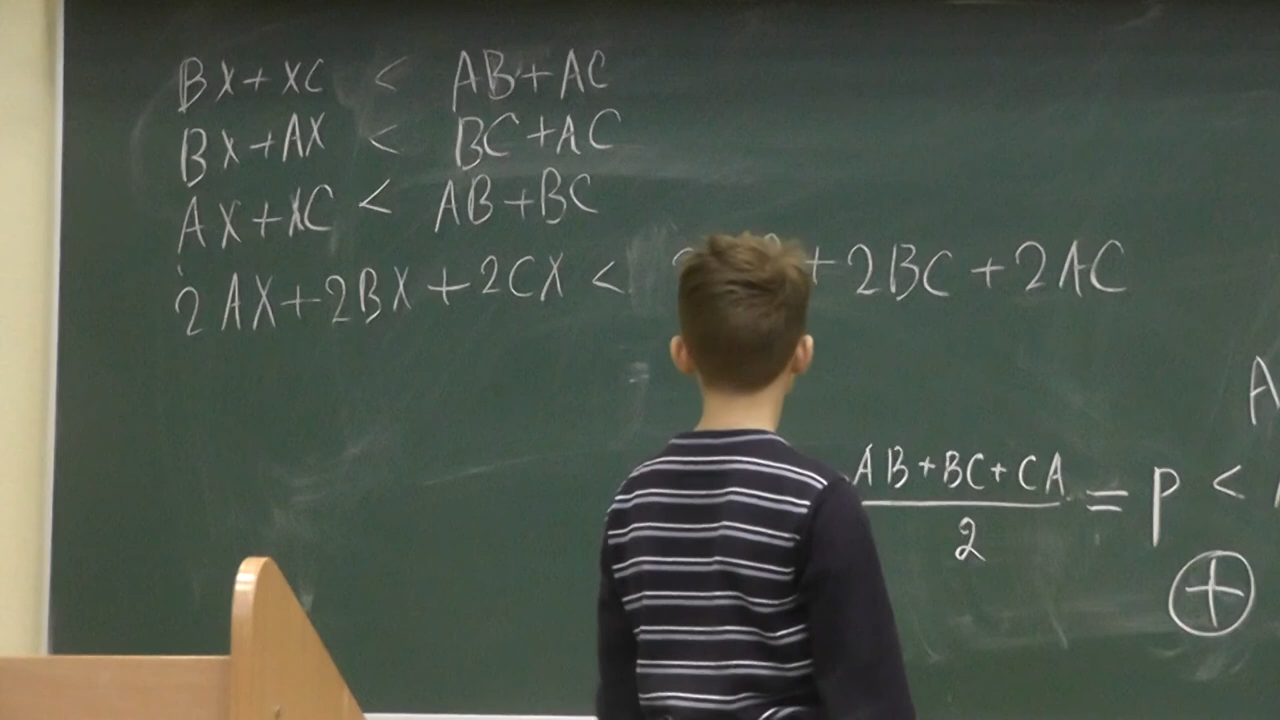 BX+XC < AB+AC
BX+AX < BC+AC
AX+XC < AB+BC
2AX+2BX+2CX < +2BC+2AC
A
AB+BC+CA
2
= p <
+